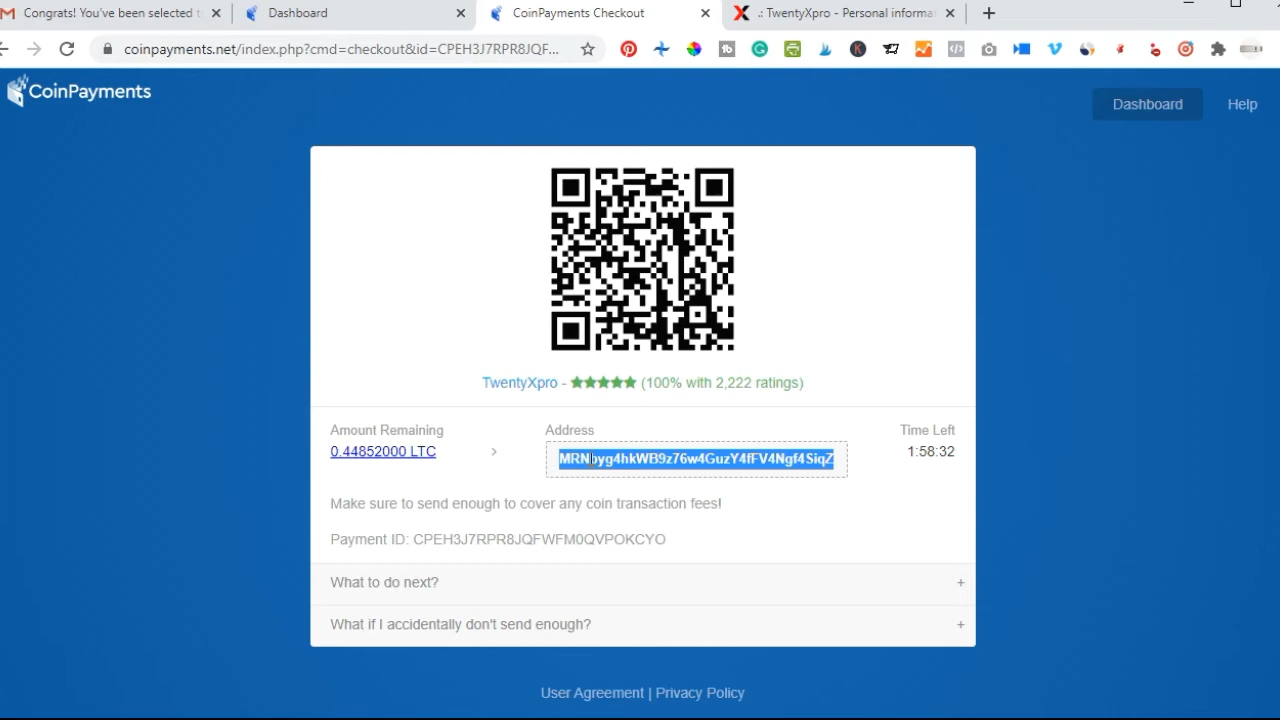 Congrats! You've been selected t
Dashboard
CoinPayments Checkout
.: TwentyXpro - Personal informa
coinpayments.net/index.php?cmd=checkout&id=CPEH3J7RPR8JQF...
CoinPayments
Dashboard
Help
TwentyXpro - ★★★★★ (100% with 2,222 ratings)
Amount Remaining
0.44852000 LTC
Address
MRNbyg4hkWB9z76w4GuzY4fFV4Ngf4SiqZ
Time Left
1:58:32
Make sure to send enough to cover any coin transaction fees!
Payment ID: CPEH3J7RPR8JQFWFM0QVPOKCYO
What to do next?
+
What if I accidentally don't send enough?
+
User Agreement | Privacy Policy